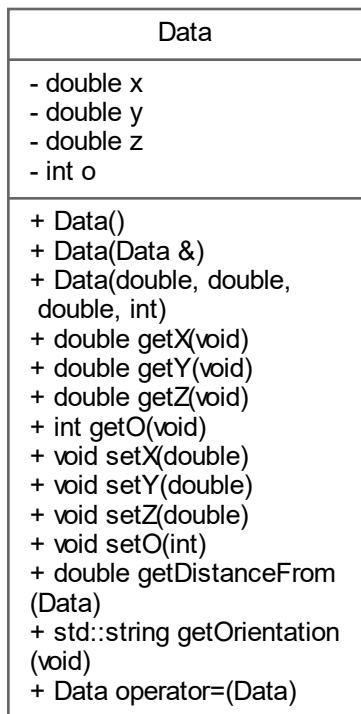 Data
- double x
- double y
- double z
- int o
+ Data()
+ Data(Data &)
+ Data(double, double,
double, int)
+ double getX(void)
+ double getY(void)
+ double getZ(void)
+ int getO(void)
+ void setX(double)
+ void setY(double)
+ void setZ(double)
+ void setO(int)
+ double getDistanceFrom
(Data)
+ std::string getOrientation
(void)
+ Data operator=(Data)